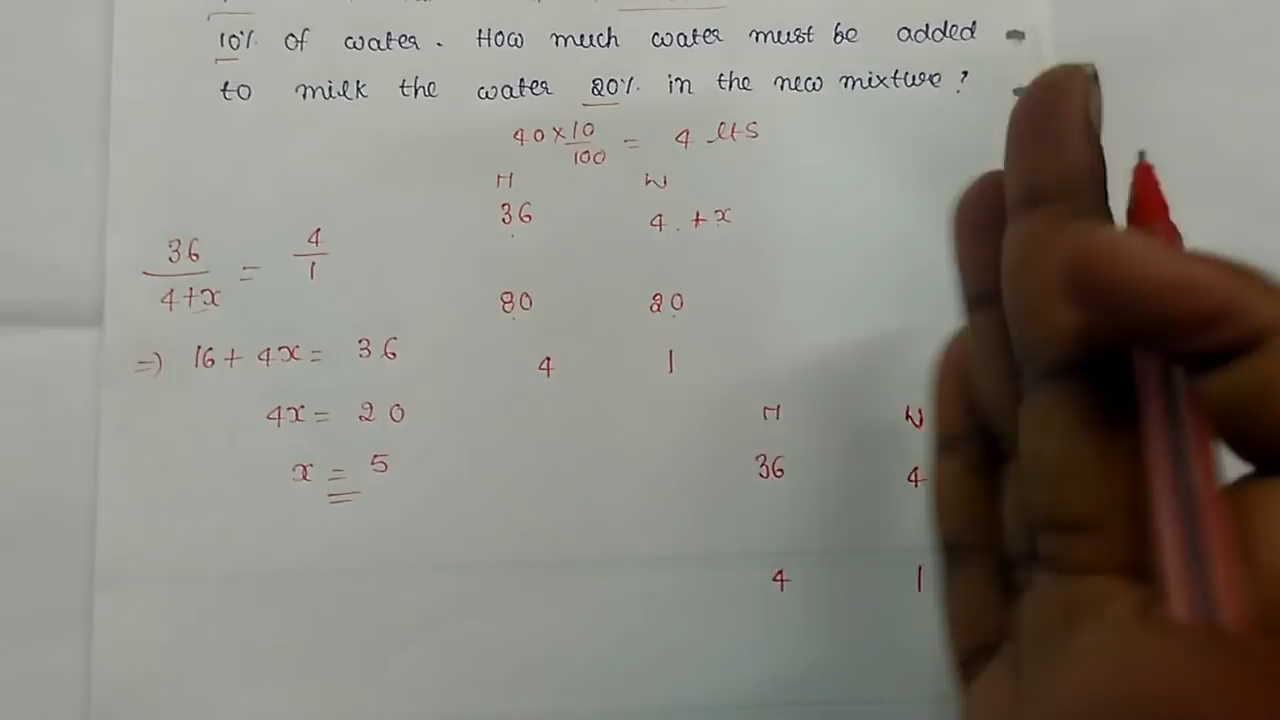 10% of water. How much water must be added
to milk the water 20% in the new mixture?
40 × 10/100 = 4 lts
M W
36 4 + x
36/4+x = 4/1
80 20
=) 16 + 4x = 36
4 1
4x = 20
M W
x = 5
36 4
4 1